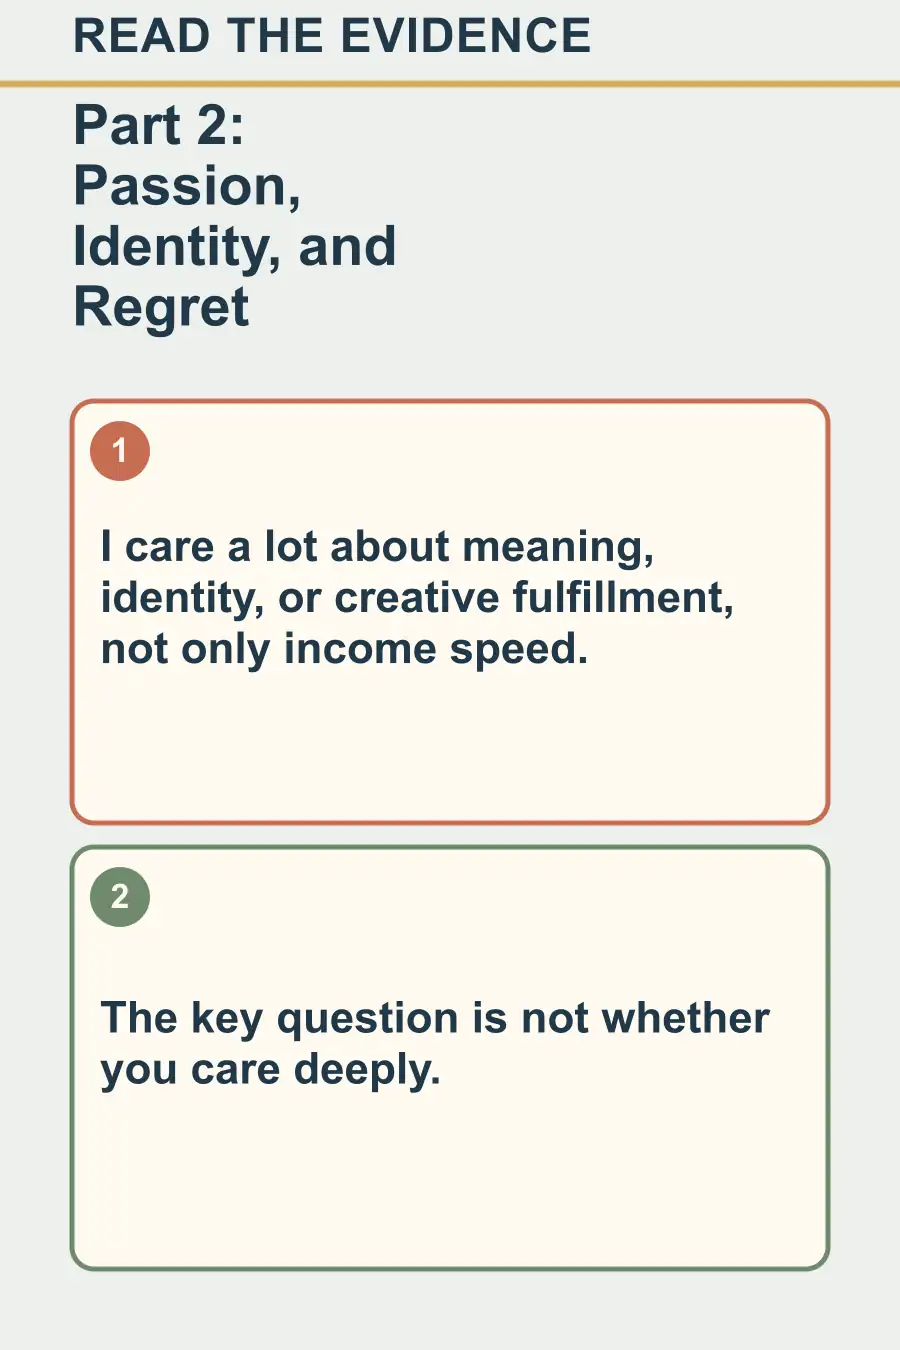 READ THE EVIDENCE
Part 2:
Passion,
Identity, and
Regret
1
I care a lot about meaning,
identity, or creative fulfillment,
not only income speed.
2
The key question is not whether
you care deeply.